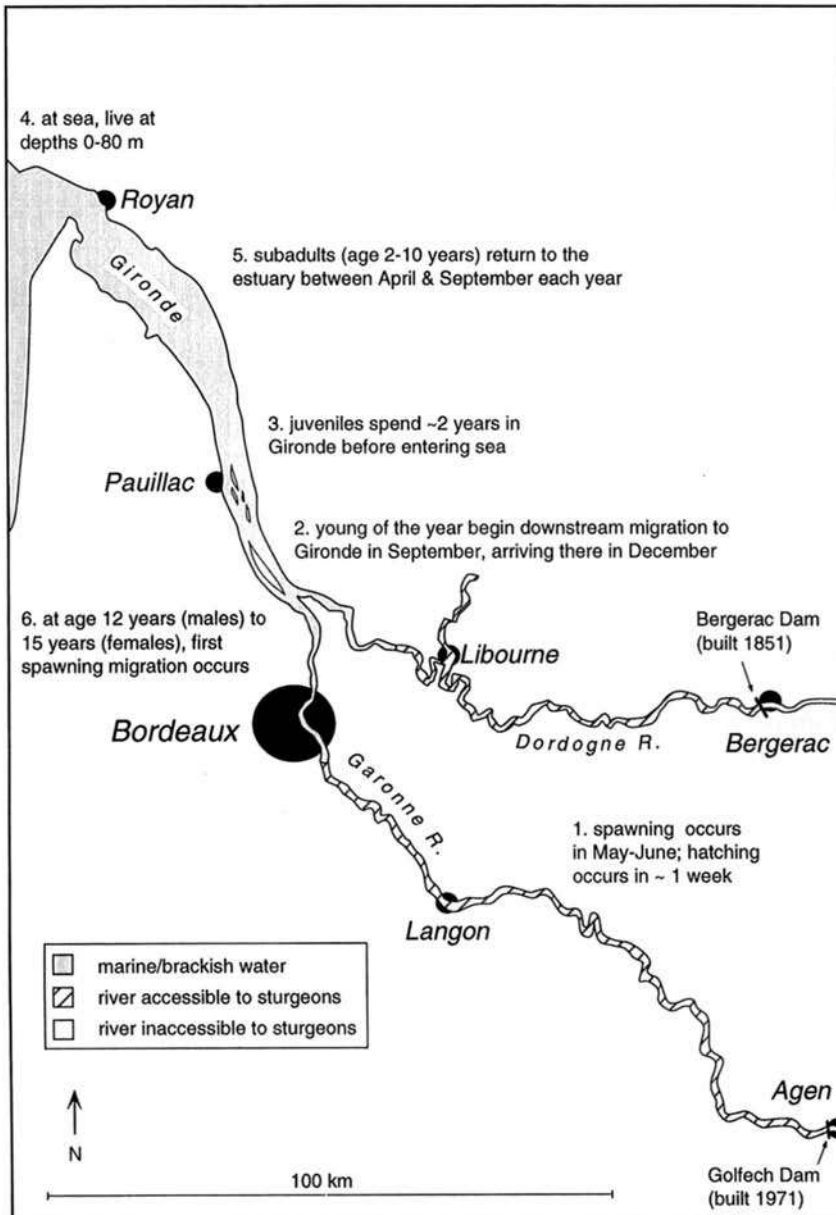 4. at sea, live at
depths 0-80 m
Royan
Gironde
5. subadults (age 2-10 years) return to the
estuary between April & September each year
3. juveniles spend ~2 years in
Gironde before entering sea
Pauillac
2. young of the year begin downstream migration to
Gironde in September, arriving there in December
6. at age 12 years (males) to
15 years (females), first
spawning migration occurs
Bergerac Dam
(built 1851)
Libourne
Bordeaux
Dordogne R.
Bergerac
Garonne R.
1. spawning occurs
in May-June; hatching
occurs in ~ 1 week
Langon
marine/brackish water
river accessible to sturgeons
river inaccessible to sturgeons
Agen
N
100 km
Golfech Dam
(built 1971)